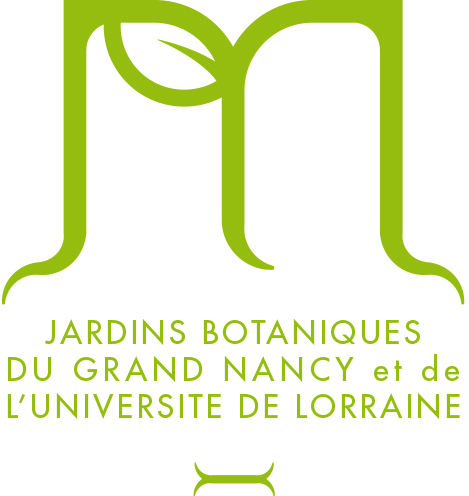 JARDINS BOTANIQUES
DU GRAND NANCY et de
L'UNIVERSITE DE LORRAINE